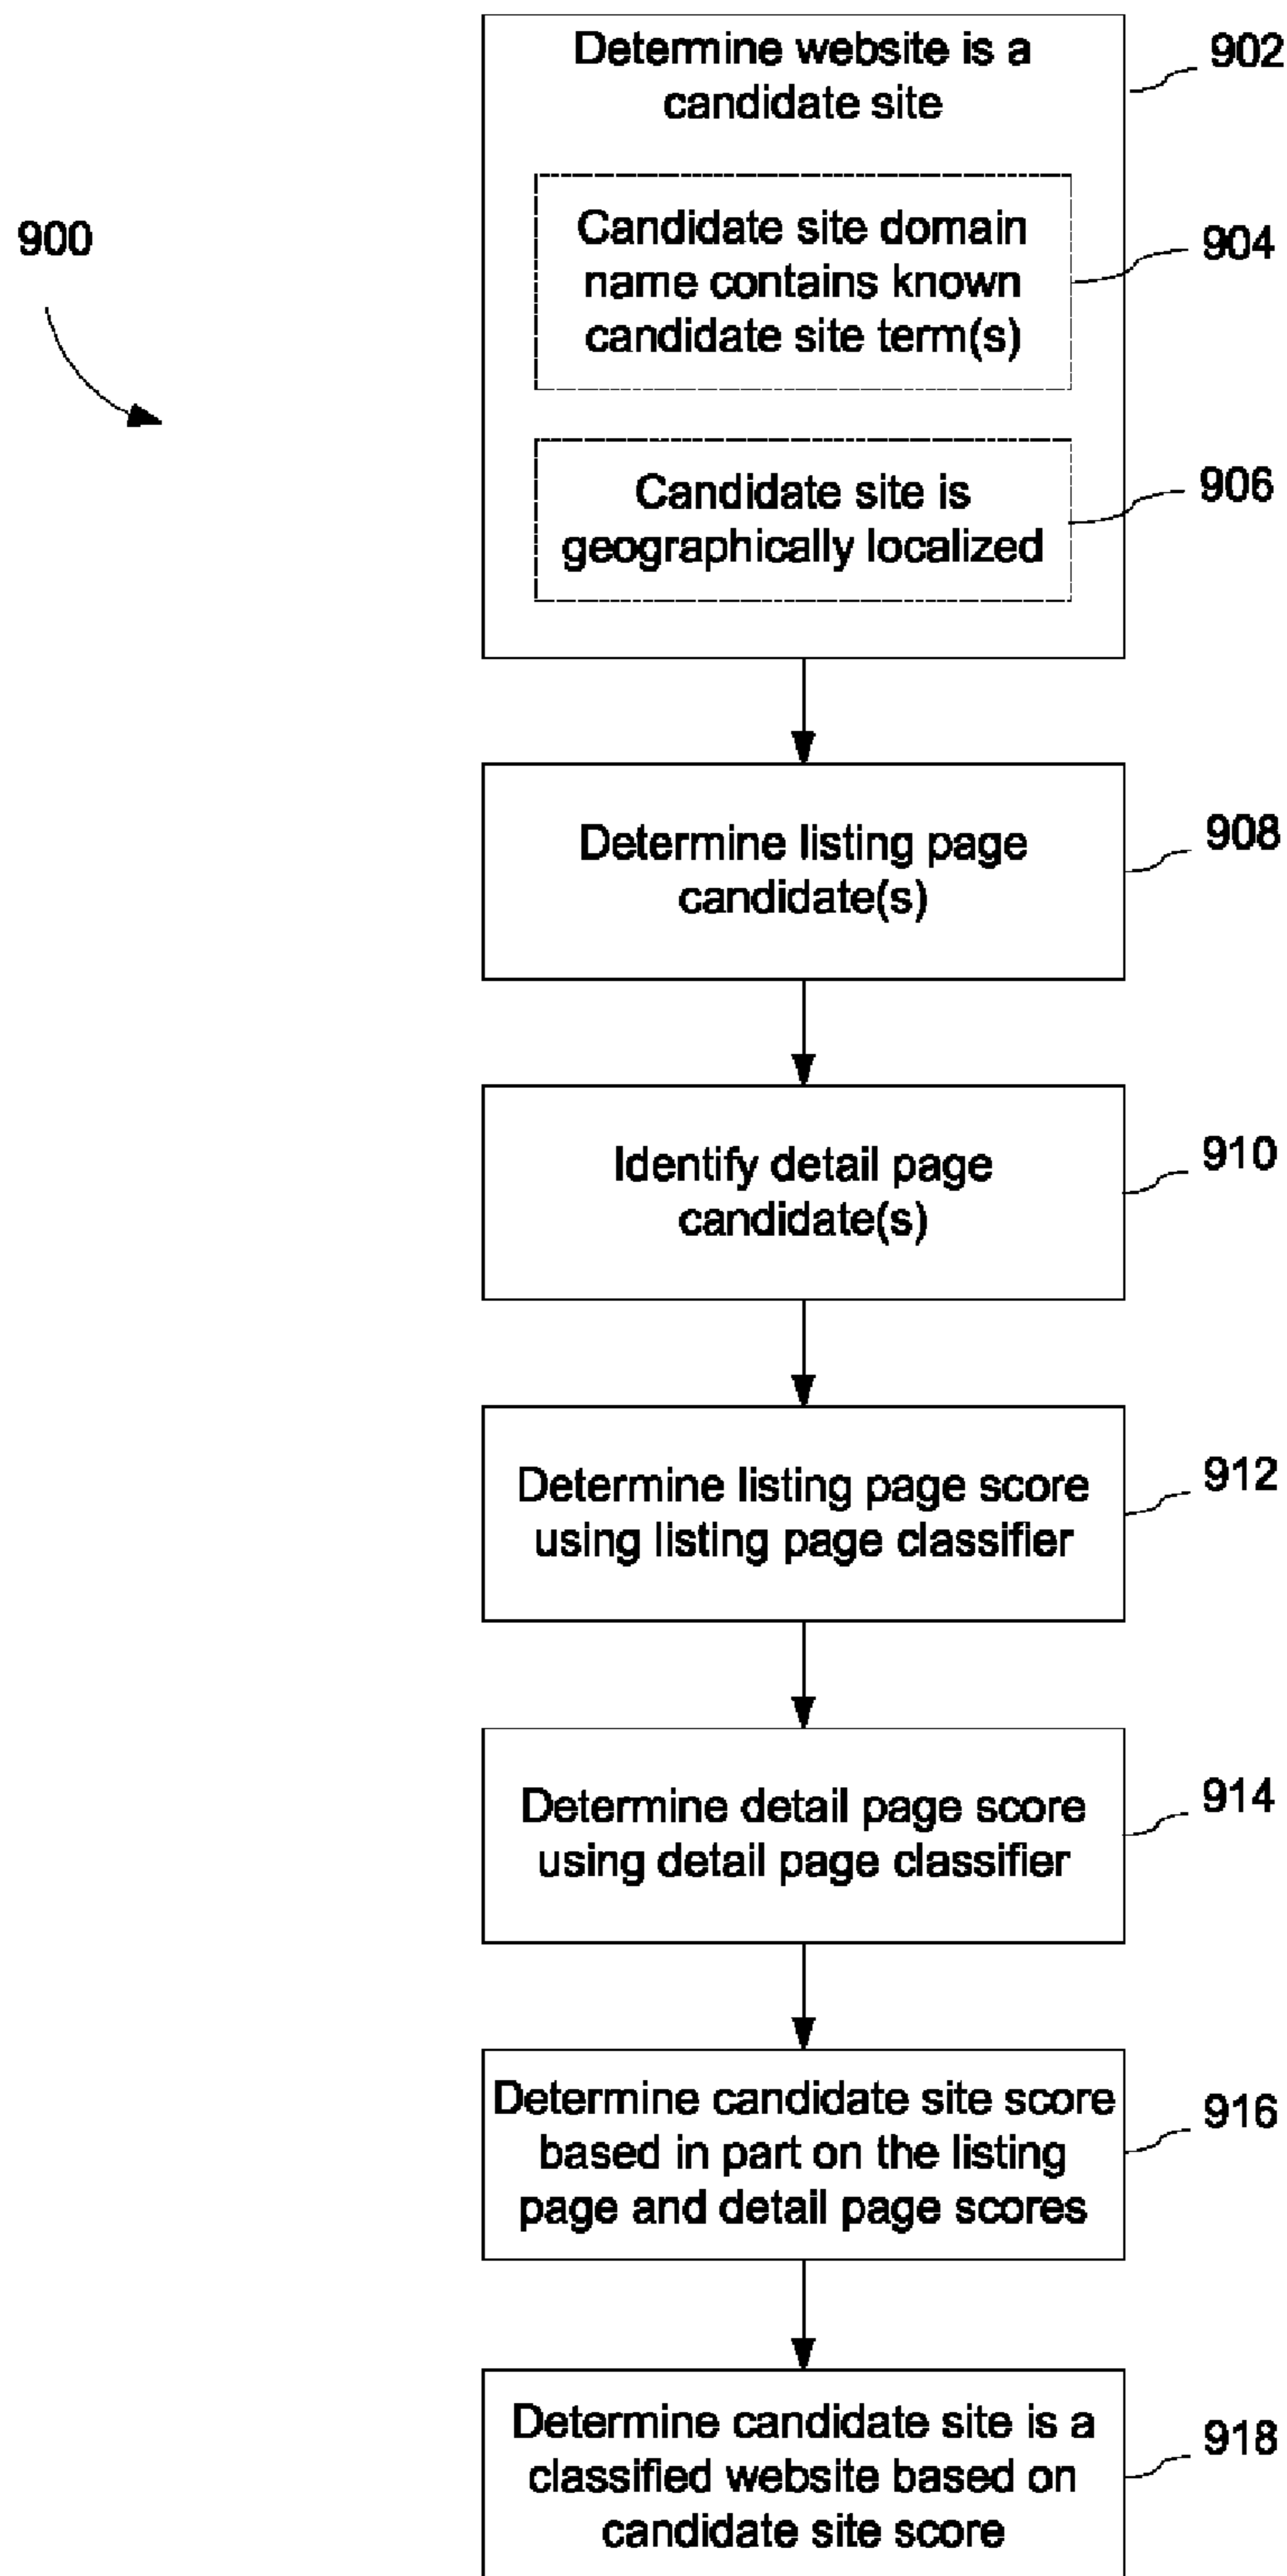 Determine website is a
candidate site
902
900
Candidate site domain
name contains known
candidate site term(s)
904
Candidate site is
geographically localized
906
Determine listing page
candidate(s)
908
Identify detail page
candidate(s)
910
Determine listing page score
using listing page classifier
912
Determine detail page score
using detail page classifier
914
Determine candidate site score
based in part on the listing
page and detail page scores
916
Determine candidate site is a
classified website based on
candidate site score
918